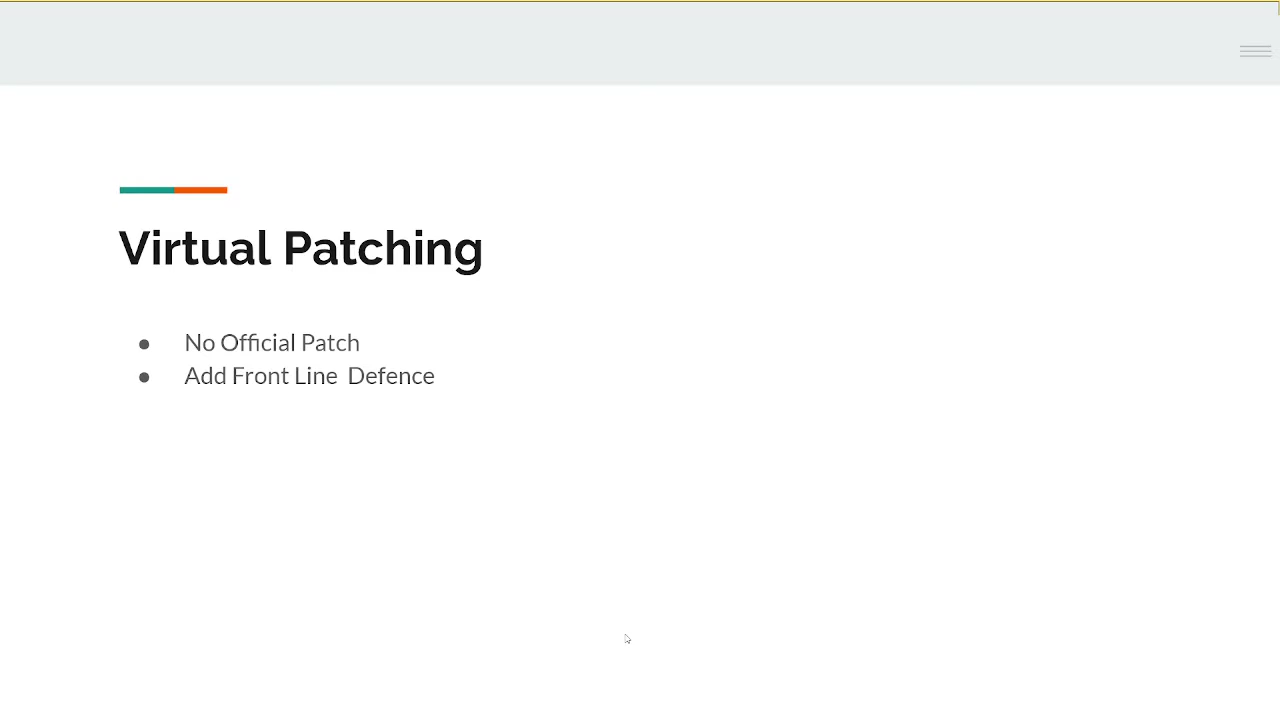 Virtual Patching
● No Official Patch
● Add Front Line  Defence